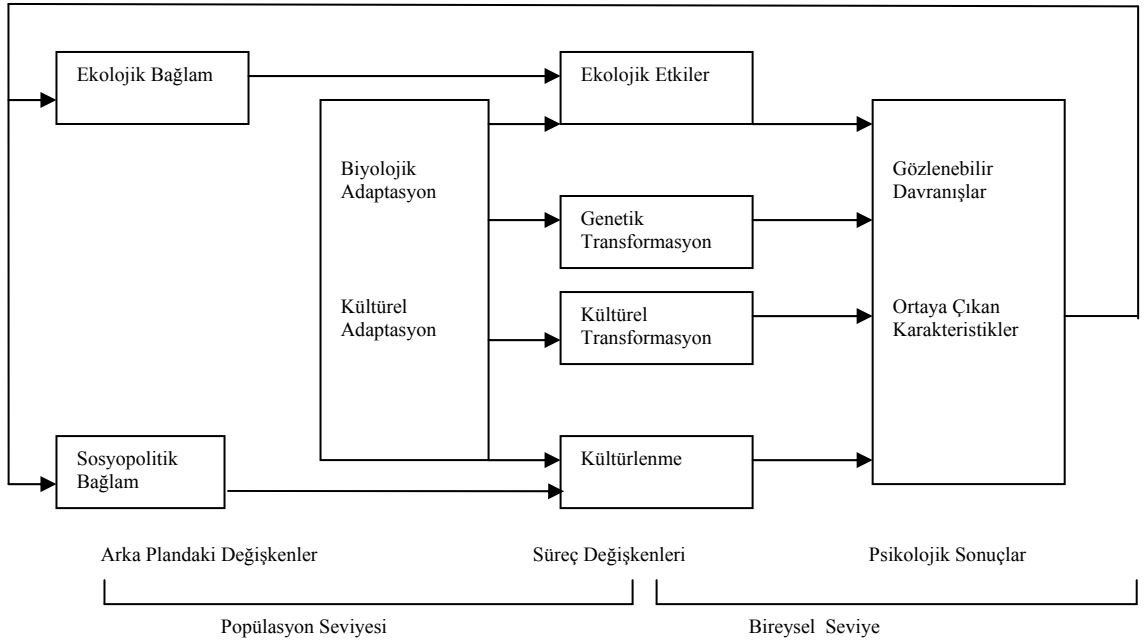 Ekolojik Bağlam
Ekolojik Etkiler
Biyolojik
Adaptasyon
Kültürel
Adaptasyon
Genetik
Transformasyon
Kültürel
Transformasyon
Gözlenebilir
Davranışlar
Ortaya Çıkan
Karakteristikler
Sosyopolitik
Bağlam
Kültürlenme
Arka Plandaki Değişkenler
Süreç Değişkenleri
Psikolojik Sonuçlar
Popülasyon Seviyesi
Bireysel Seviye